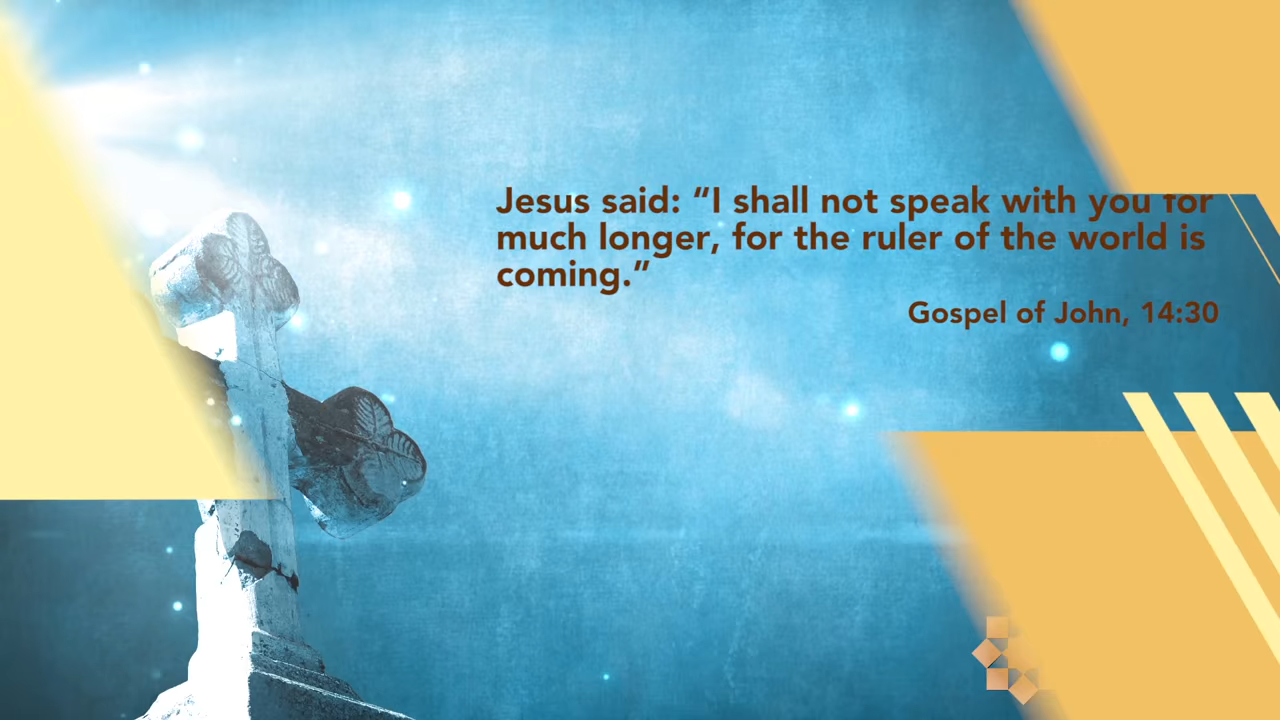 Jesus said: “I shall not speak with you for
much longer, for the ruler of the world is
coming.”
Gospel of John, 14:30